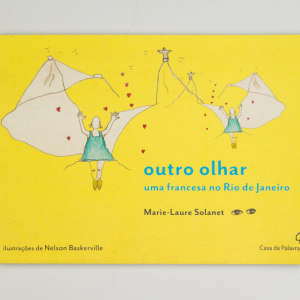 outro olhar
uma francesa no Rio de Janeiro
Marie-Laure Solanet
ilustrações de Nelson Baskerville
Casa da Palavra